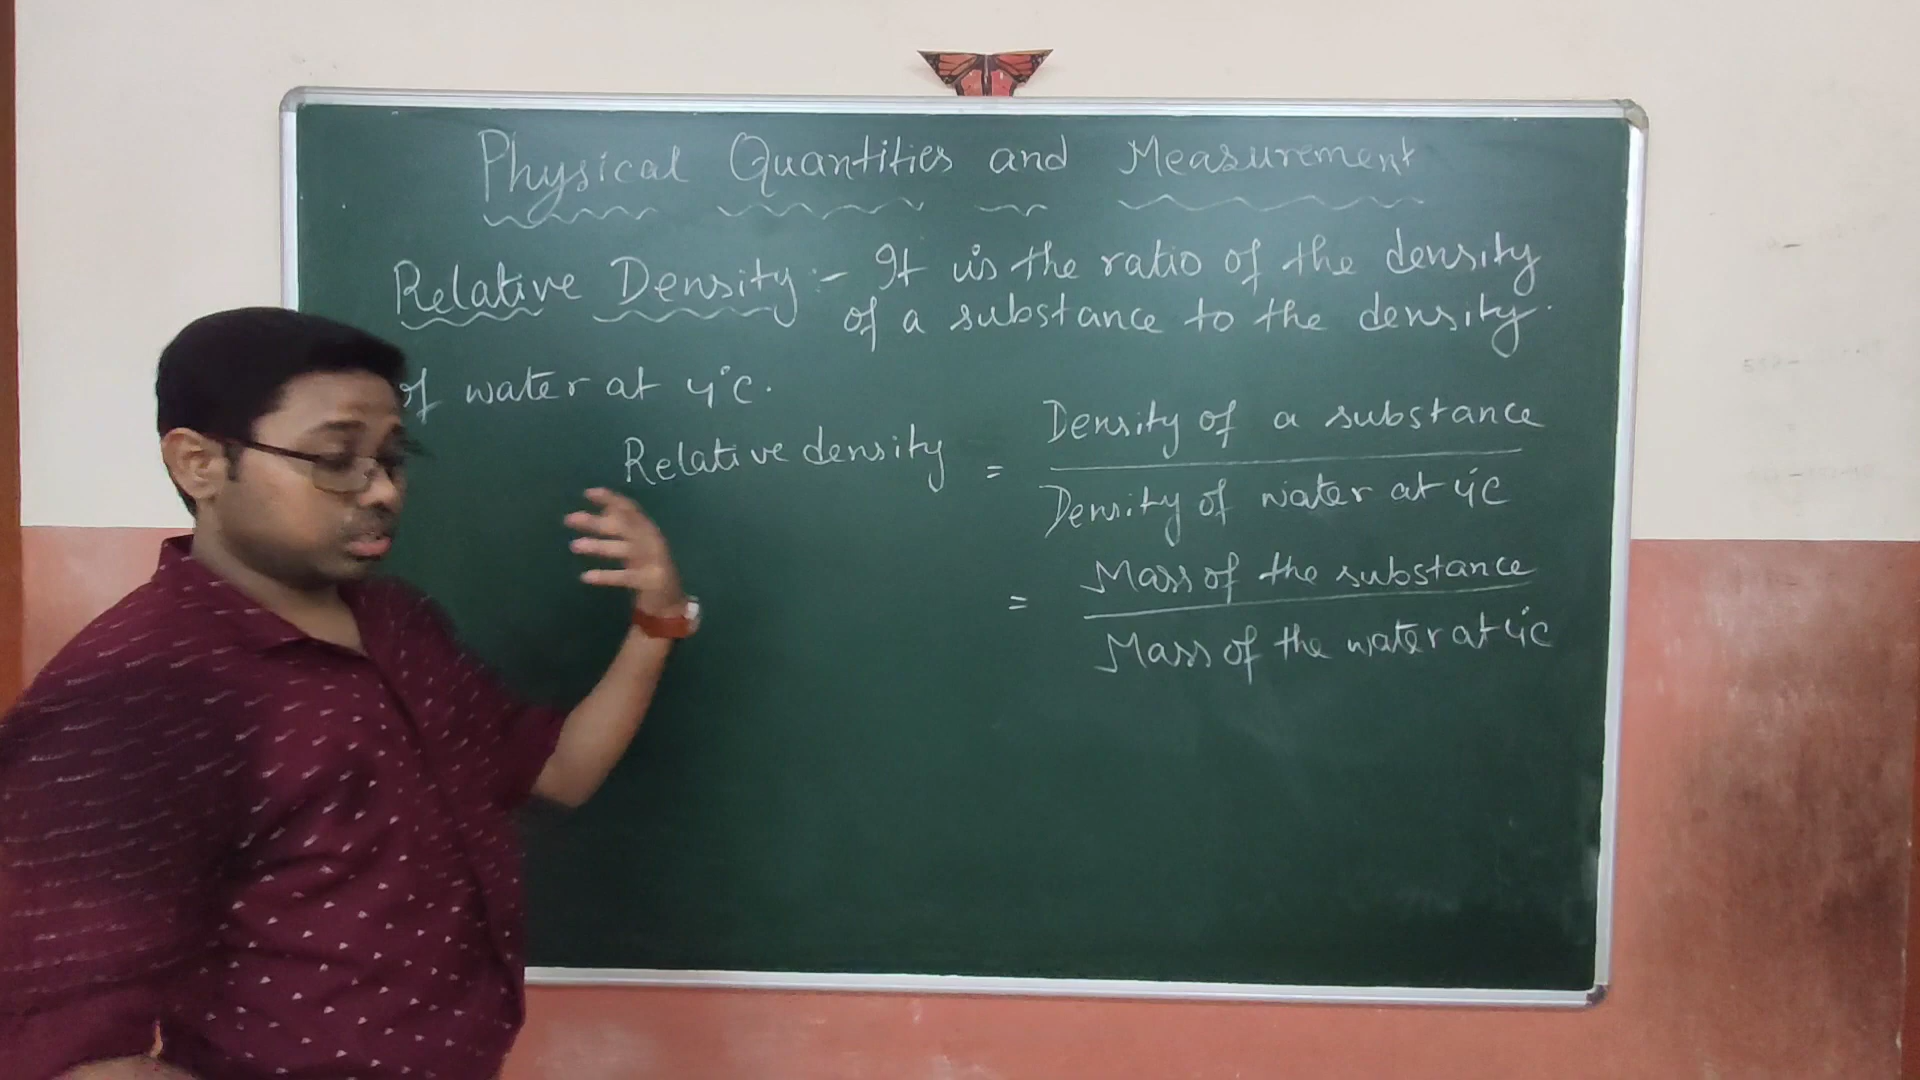 Physical Quantities and Measurement
Relative Density :- It is the ratio of the density
of a substance to the density
of water at 4°C.
Relative density = Density of a substance
Density of water at 4°C
= Mass of the substance
Mass of the water at 4°C